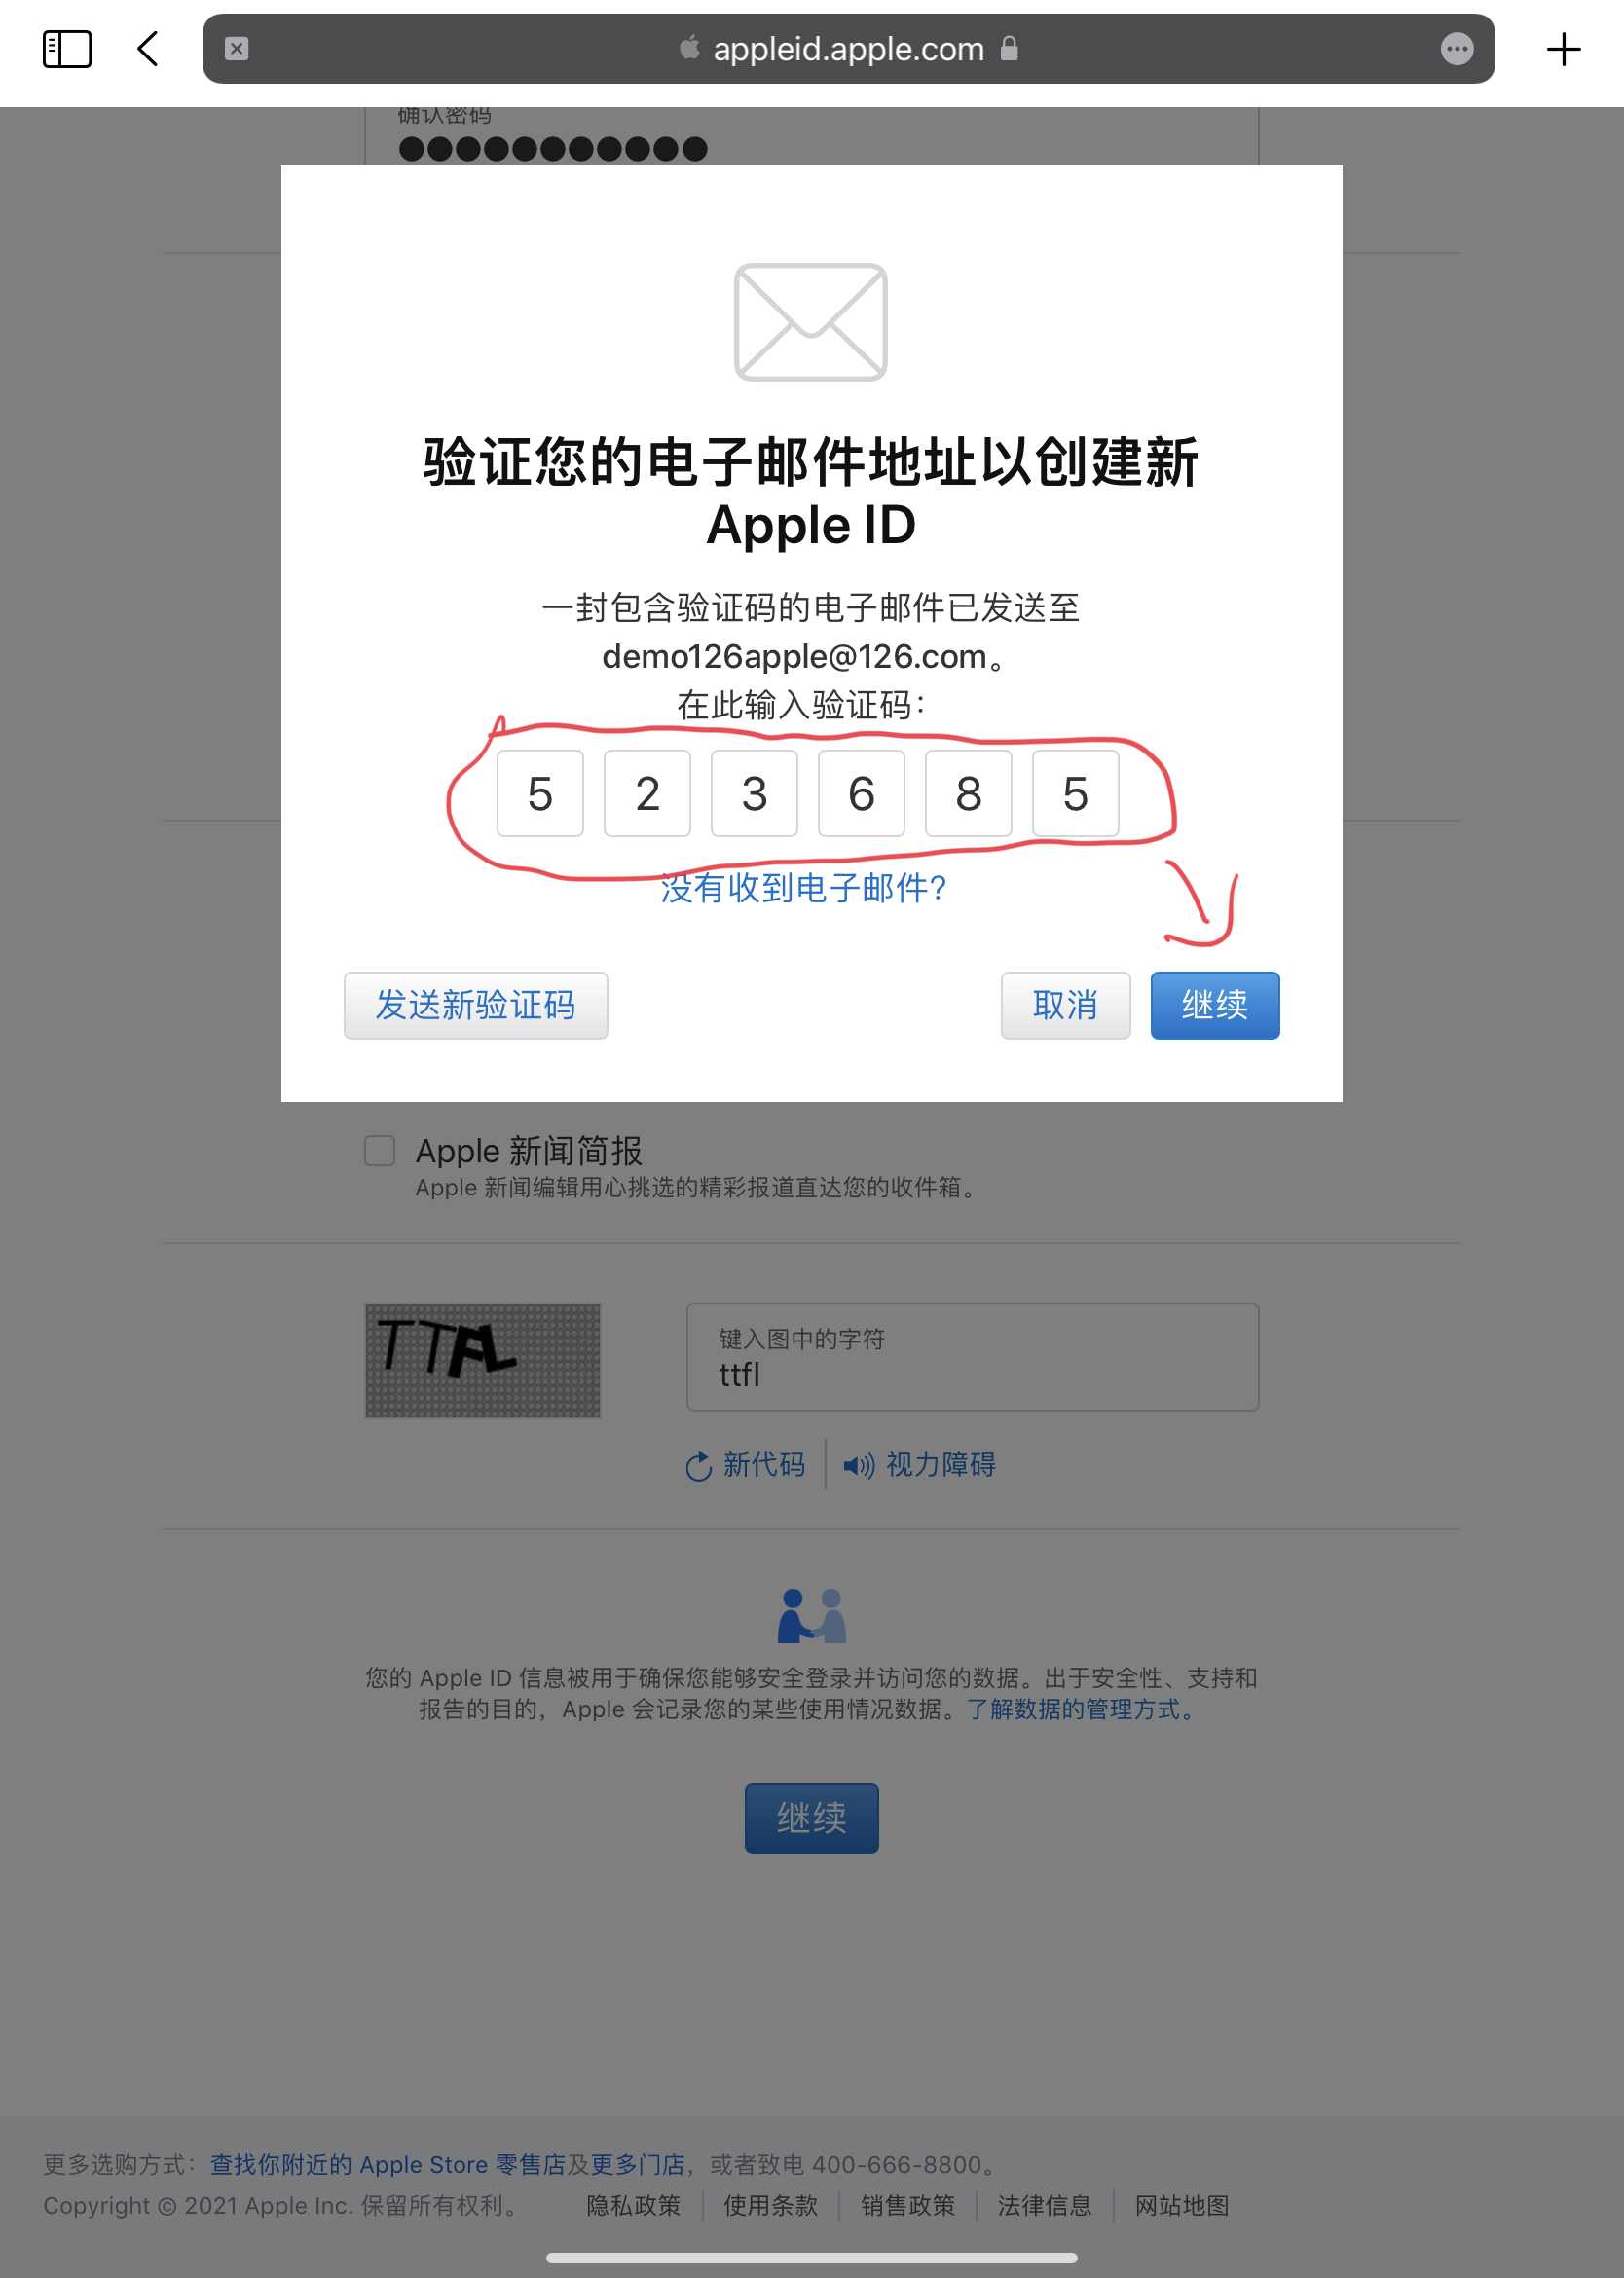 appleid.apple.com
确认密码
验证您的电子邮件地址以创建新
Apple ID
一封包含验证码的电子邮件已发送至
demo126apple@126.com。
在此输入验证码：
5 2 3 6 8 5
没有收到电子邮件?
发送新验证码 取消 继续
Apple 新闻简报
Apple 新闻编辑用心挑选的精彩报道直达您的收件箱。
TTFL
键入图中的字符
ttfl
新代码 视力障碍
您的 Apple ID 信息被用于确保您能够安全登录并访问您的数据。出于安全性、支持和
报告的目的，Apple 会记录您的某些使用情况数据。了解数据的管理方式。
继续
更多选购方式：查找你附近的 Apple Store 零售店及更多门店，或者致电 400-666-8800。
Copyright © 2021 Apple Inc. 保留所有权利。 隐私政策 使用条款 销售政策 法律信息 网站地图